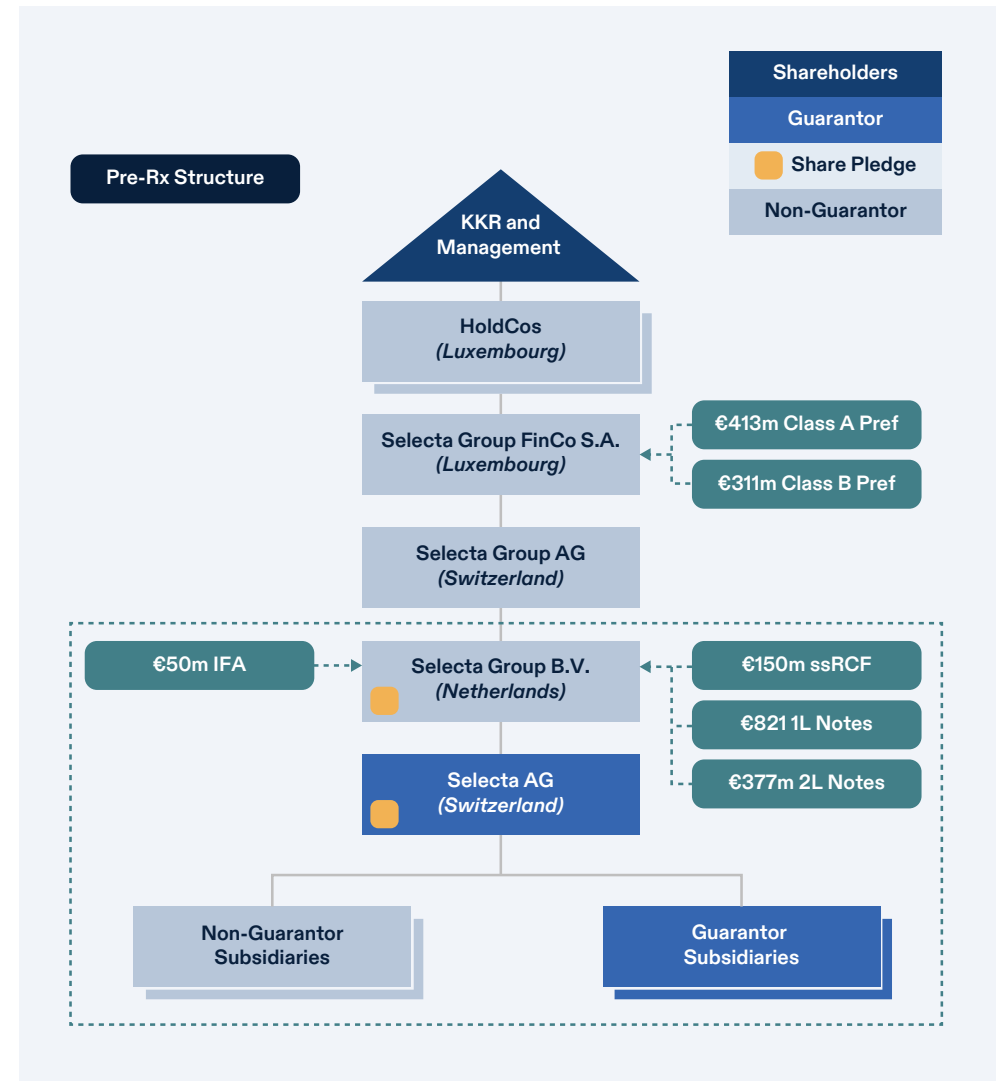 Shareholders
Guarantor
Share Pledge
Non-Guarantor
Pre-Rx Structure
KKR and
Management
HoldCos
(Luxembourg)
Selecta Group FinCo S.A.
(Luxembourg)
€413m Class A Pref
€311m Class B Pref
Selecta Group AG
(Switzerland)
€50m IFA
Selecta Group B.V.
(Netherlands)
€150m ssRCF
€821 1L Notes
€377m 2L Notes
Selecta AG
(Switzerland)
Non-Guarantor
Subsidiaries
Guarantor
Subsidiaries